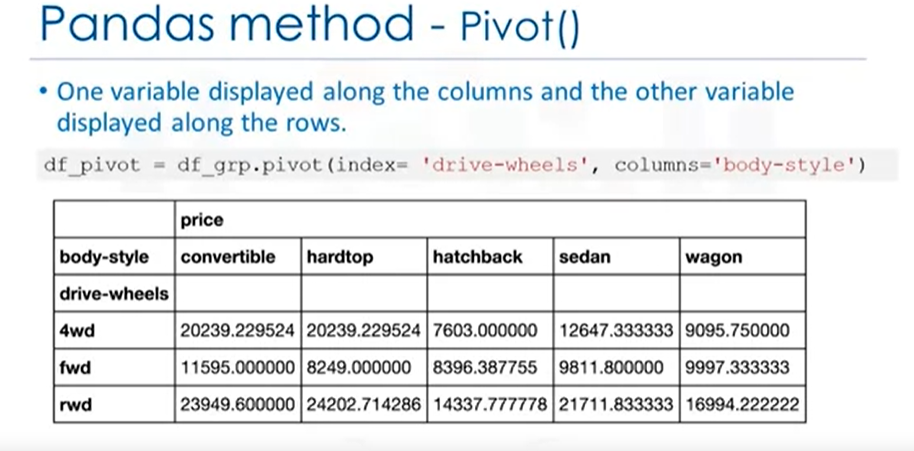 Pandas method - Pivot()
• One variable displayed along the columns and the other variable
displayed along the rows.
df_pivot = df_grp.pivot(index= 'drive-wheels', columns='body-style')
price
body-style convertible hardtop hatchback sedan wagon
drive-wheels
4wd 20239.229524 20239.229524 7603.000000 12647.333333 9095.750000
fwd 11595.000000 8249.000000 8396.387755 9811.800000 9997.333333
rwd 23949.600000 24202.714286 14337.777778 21711.833333 16994.222222